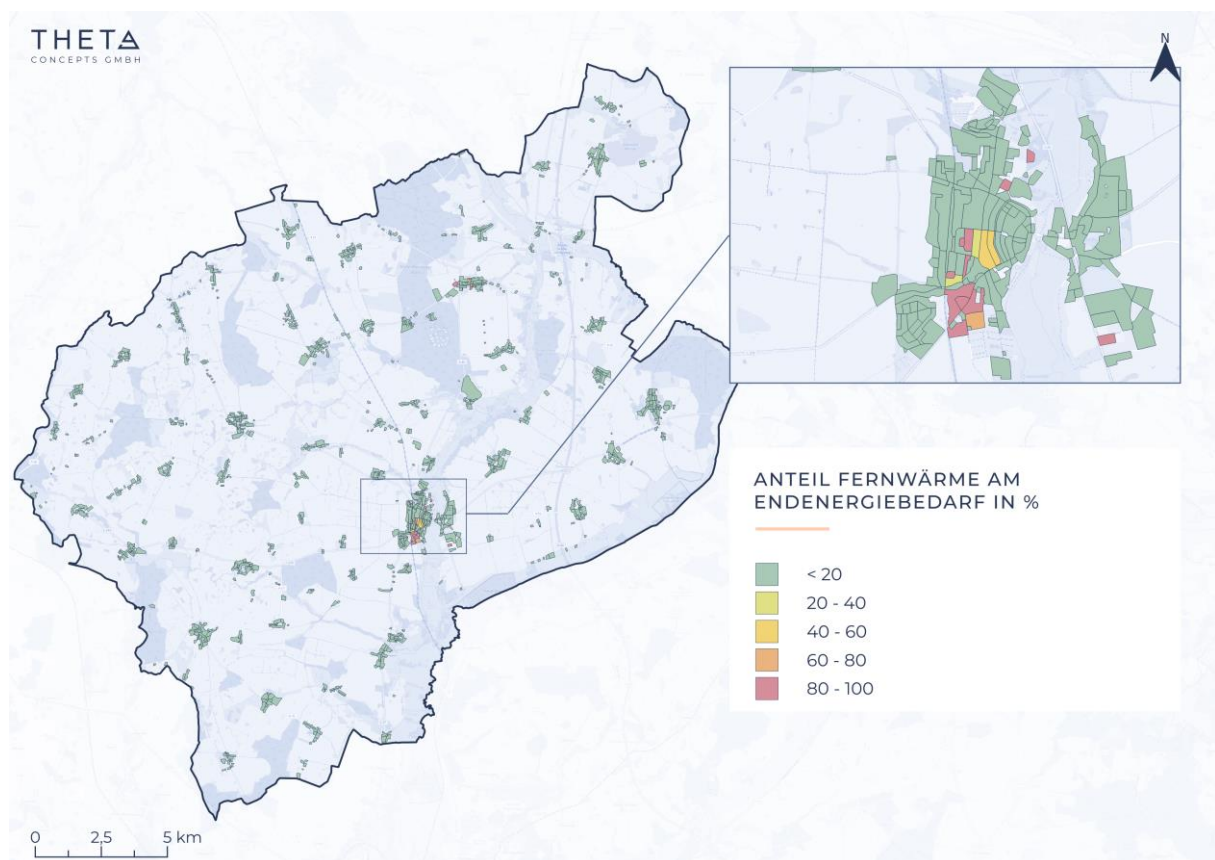 THETA
CONCEPTS GMBH
N
ANTEIL FERNWÄRME AM
ENDENERGIEBEDARF IN %
< 20
20 - 40
40 - 60
60 - 80
80 - 100
0 2,5 5 km